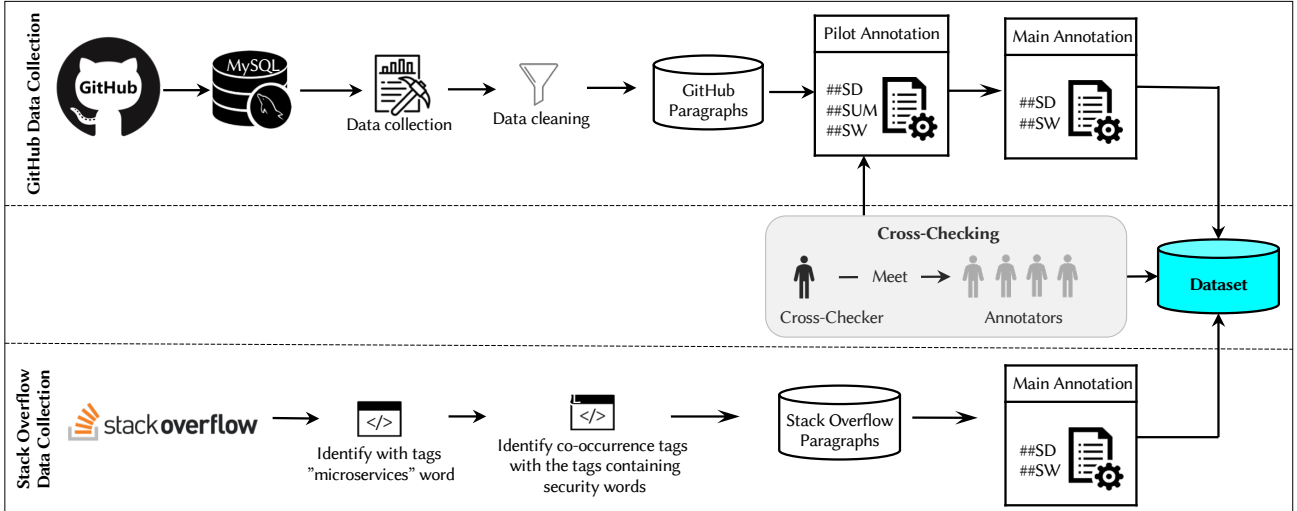 GitHub Data Collection
GitHub
MySQL
Data collection
Data cleaning
GitHub
Paragraphs
Pilot Annotation
##SD
##SUM
##SW
Main Annotation
##SD
##SW
Cross-Checking
Meet
Cross-Checker
Annotators
Dataset
Stack Overflow
Data Collection
stackoverflow
</>
Identify with tags
"microservices" word
</>
Identify co-occurrence tags
with the tags containing
security words
Stack Overflow
Paragraphs
Main Annotation
##SD
##SW